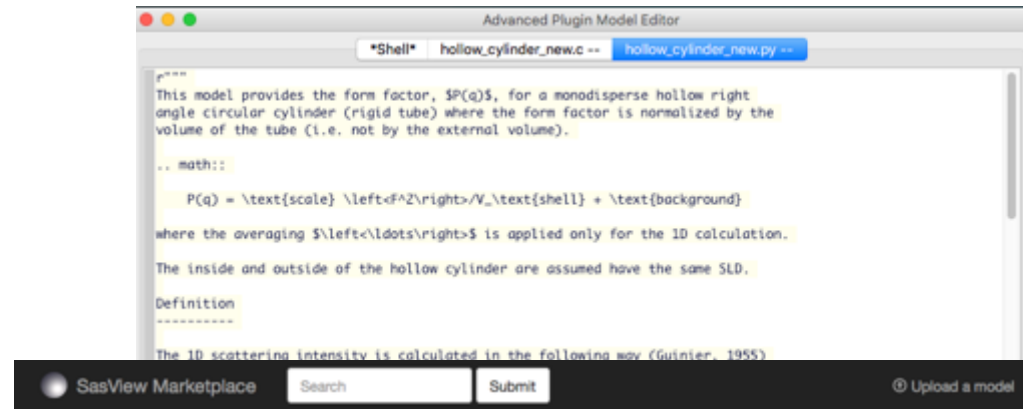 Advanced Plugin Model Editor
*Shell* hollow_cylinder_new.c -- hollow_cylinder_new.py --
r"""
This model provides the form factor, $P(q)$, for a monodisperse hollow right
angle circular cylinder (rigid tube) where the form factor is normalized by the
volume of the tube (i.e. not by the external volume).
.. math::
P(q) = \text{scale} \left<F^2\right>/V_\text{shell} + \text{background}
where the averaging $\left<\ldots\right>$ is applied only for the 1D calculation.
The inside and outside of the hollow cylinder are assumed have the same SLD.
Definition
----------
The 1D scattering intensity is calculated in the following way (Guinier, 1955)
SasView Marketplace Search Submit Upload a model